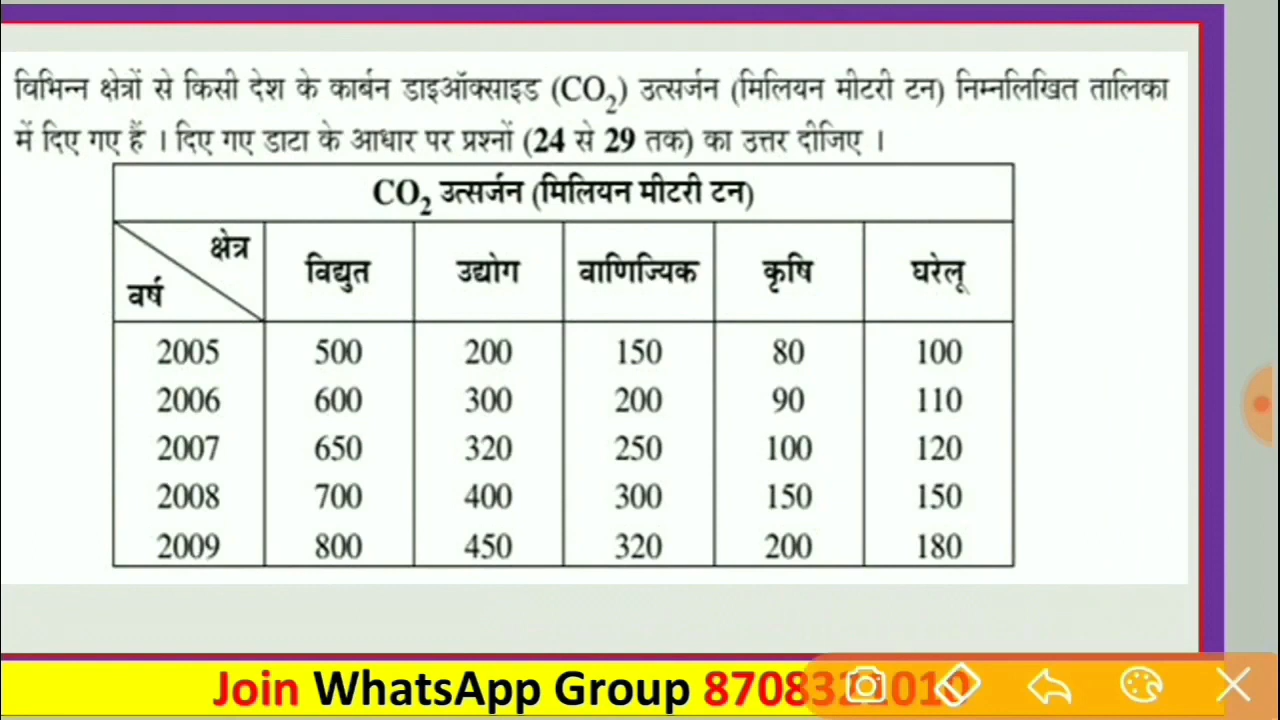 विभिन्न क्षेत्रों से किसी देश के कार्बन डाइऑक्साइड (CO₂) उत्सर्जन (मिलियन मीटरी टन) निम्नलिखित तालिका
में दिए गए हैं । दिए गए डाटा के आधार पर प्रश्नों (24 से 29 तक) का उत्तर दीजिए ।
CO₂ उत्सर्जन (मिलियन मीटरी टन)
क्षेत्र
वर्ष विद्युत उद्योग वाणिज्यिक कृषि घरेलू
2005 500 200 150 80 100
2006 600 300 200 90 110
2007 650 320 250 100 120
2008 700 400 300 150 150
2009 800 450 320 200 180
Join WhatsApp Group